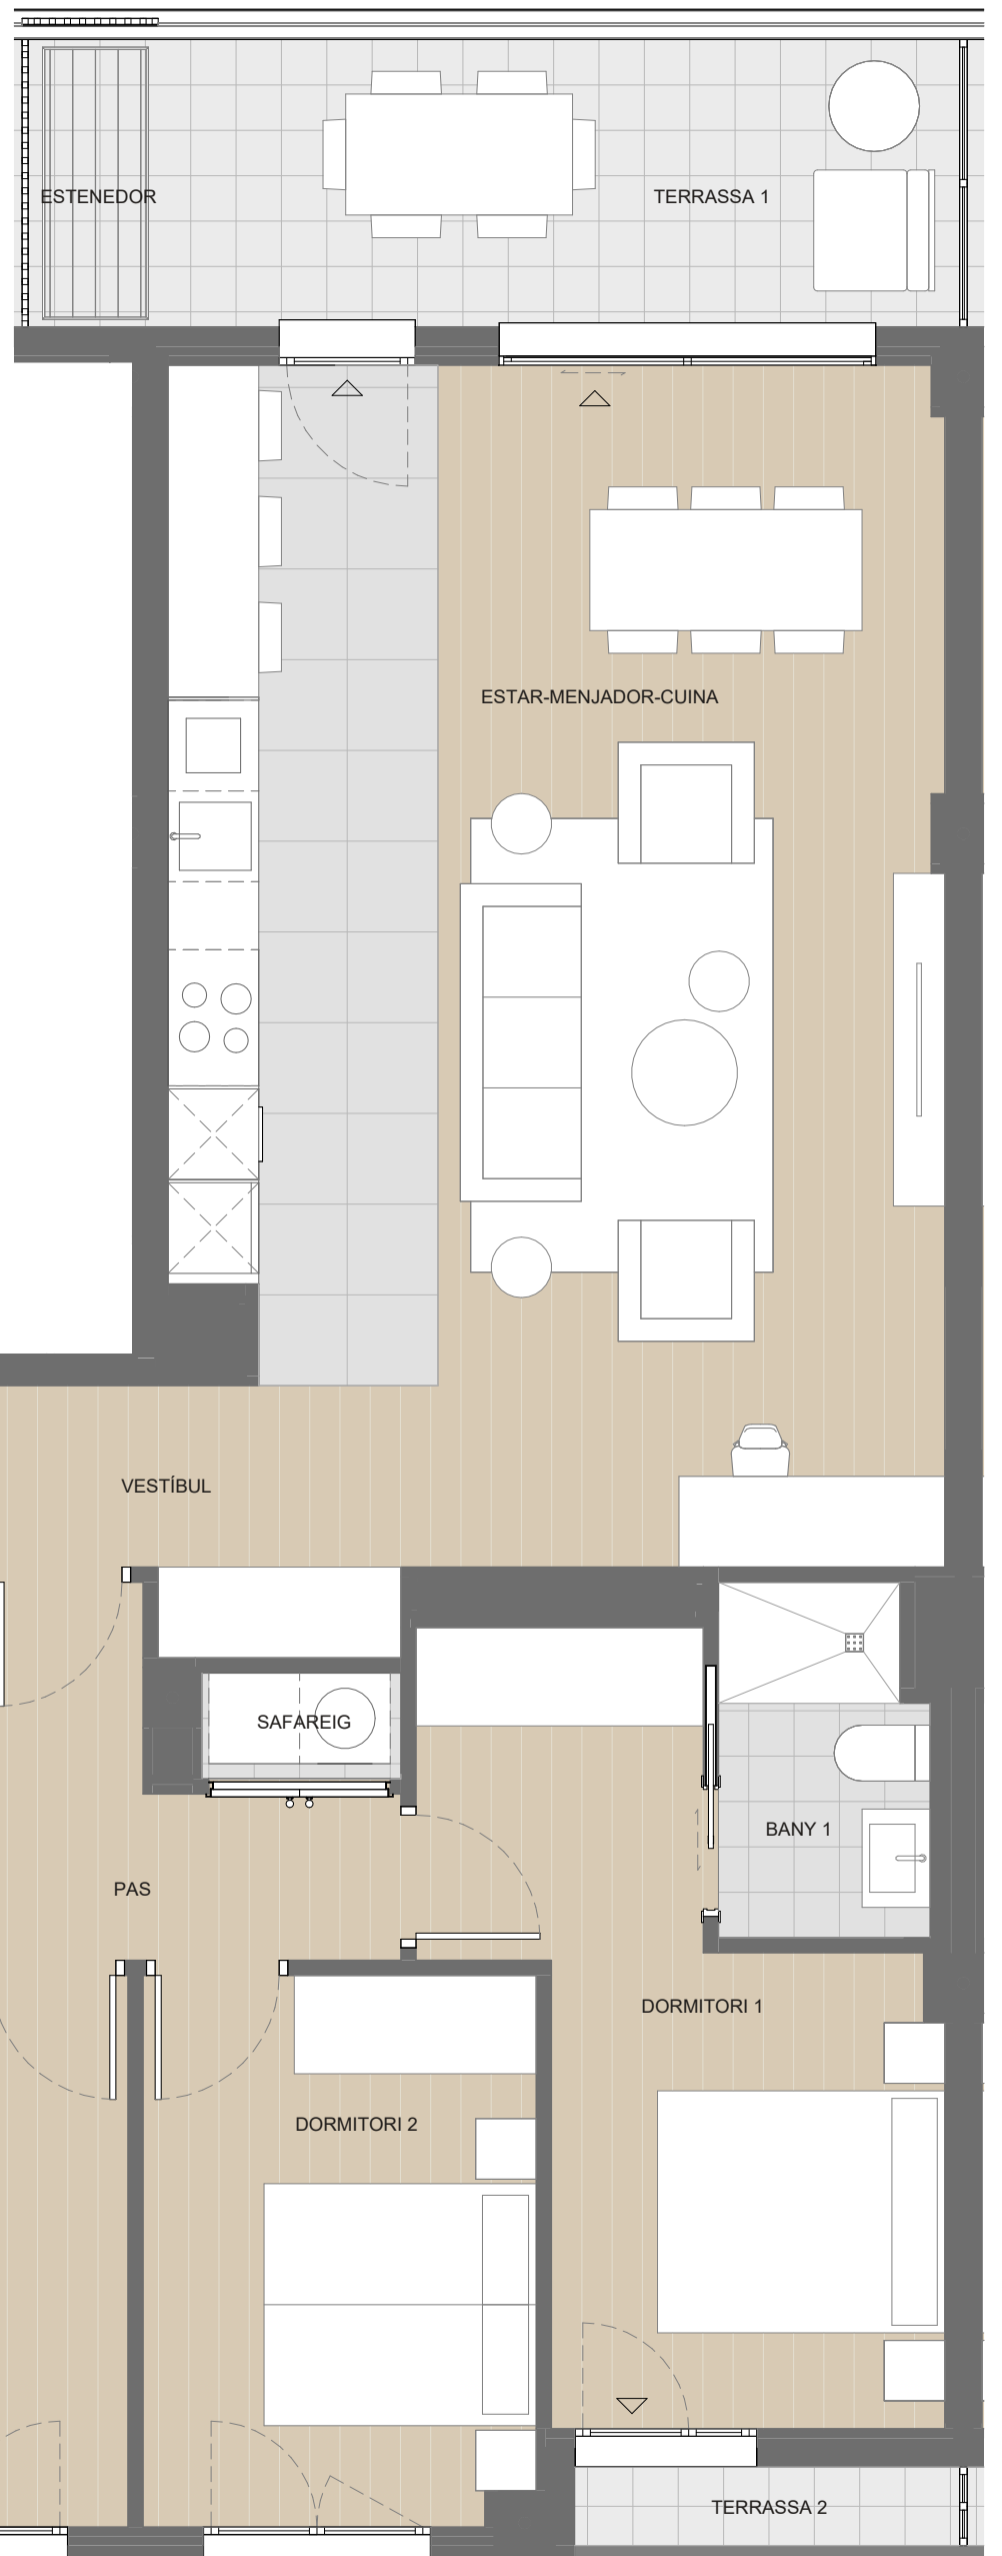 ESTENEDOR
TERRASSA 1
ESTAR-MENJADOR-CUINA
VESTÍBUL
SAFAREIG
BANY 1
PAS
DORMITORI 1
DORMITORI 2
TERRASSA 2